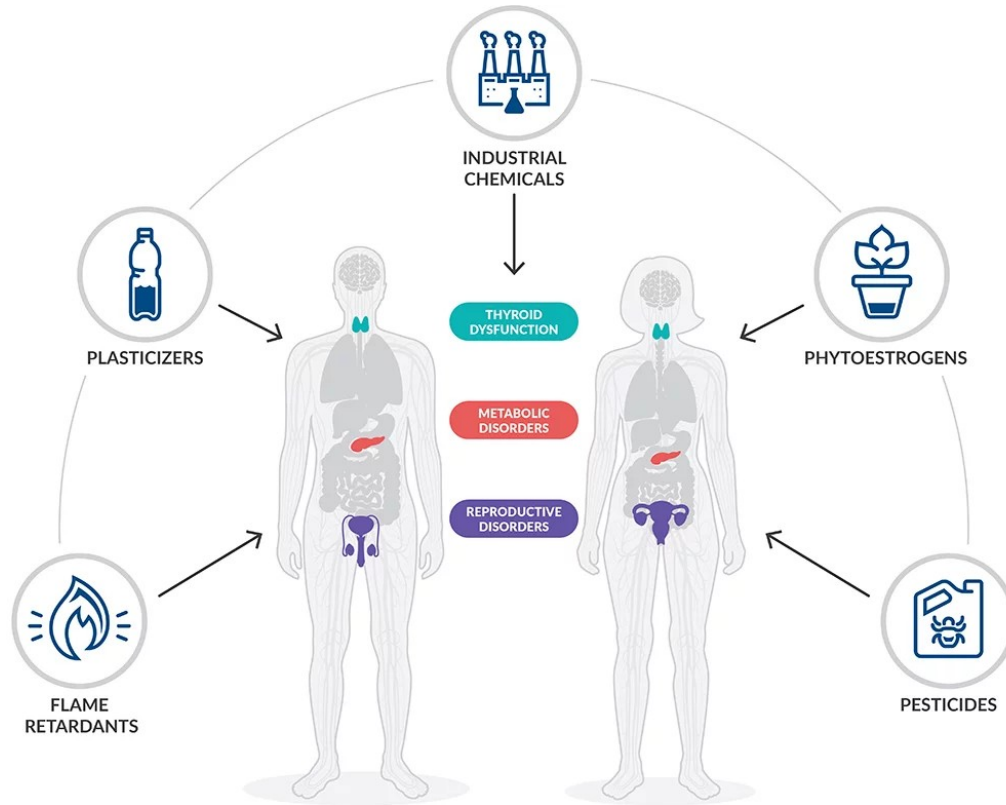 INDUSTRIAL
CHEMICALS
PLASTICIZERS
PHYTOESTROGENS
THYROID
DYSFUNCTION
METABOLIC
DISORDERS
REPRODUCTIVE
DISORDERS
FLAME
RETARDANTS
PESTICIDES